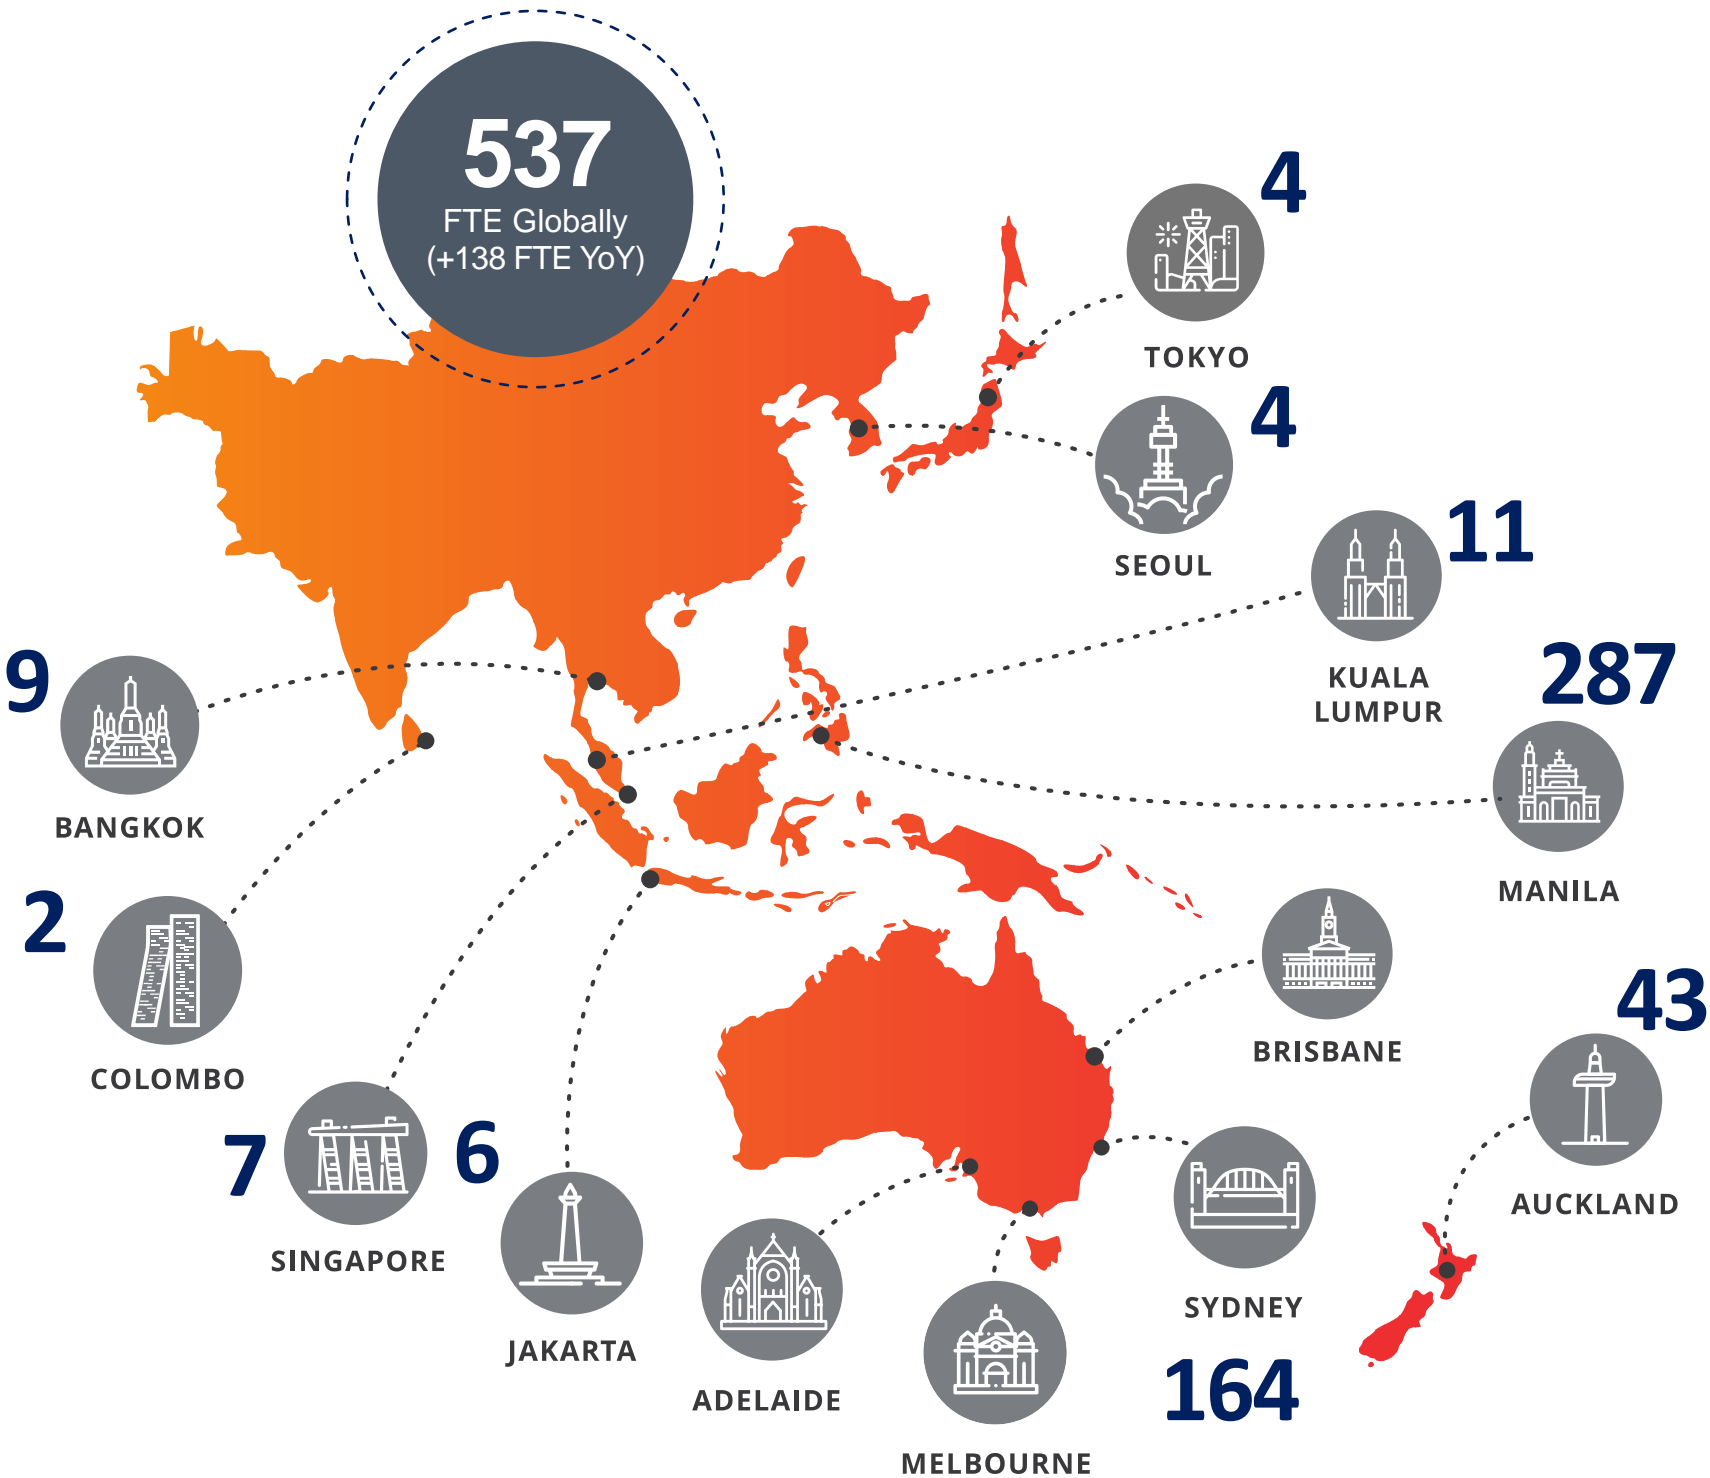 537
FTE Globally
(+138 FTE YoY)
4
TOKYO
4
SEOUL
11
KUALA
LUMPUR
287
MANILA
9
BANGKOK
2
COLOMBO
7
SINGAPORE
6
JAKARTA
BRISBANE
43
AUCKLAND
SYDNEY
164
ADELAIDE
MELBOURNE